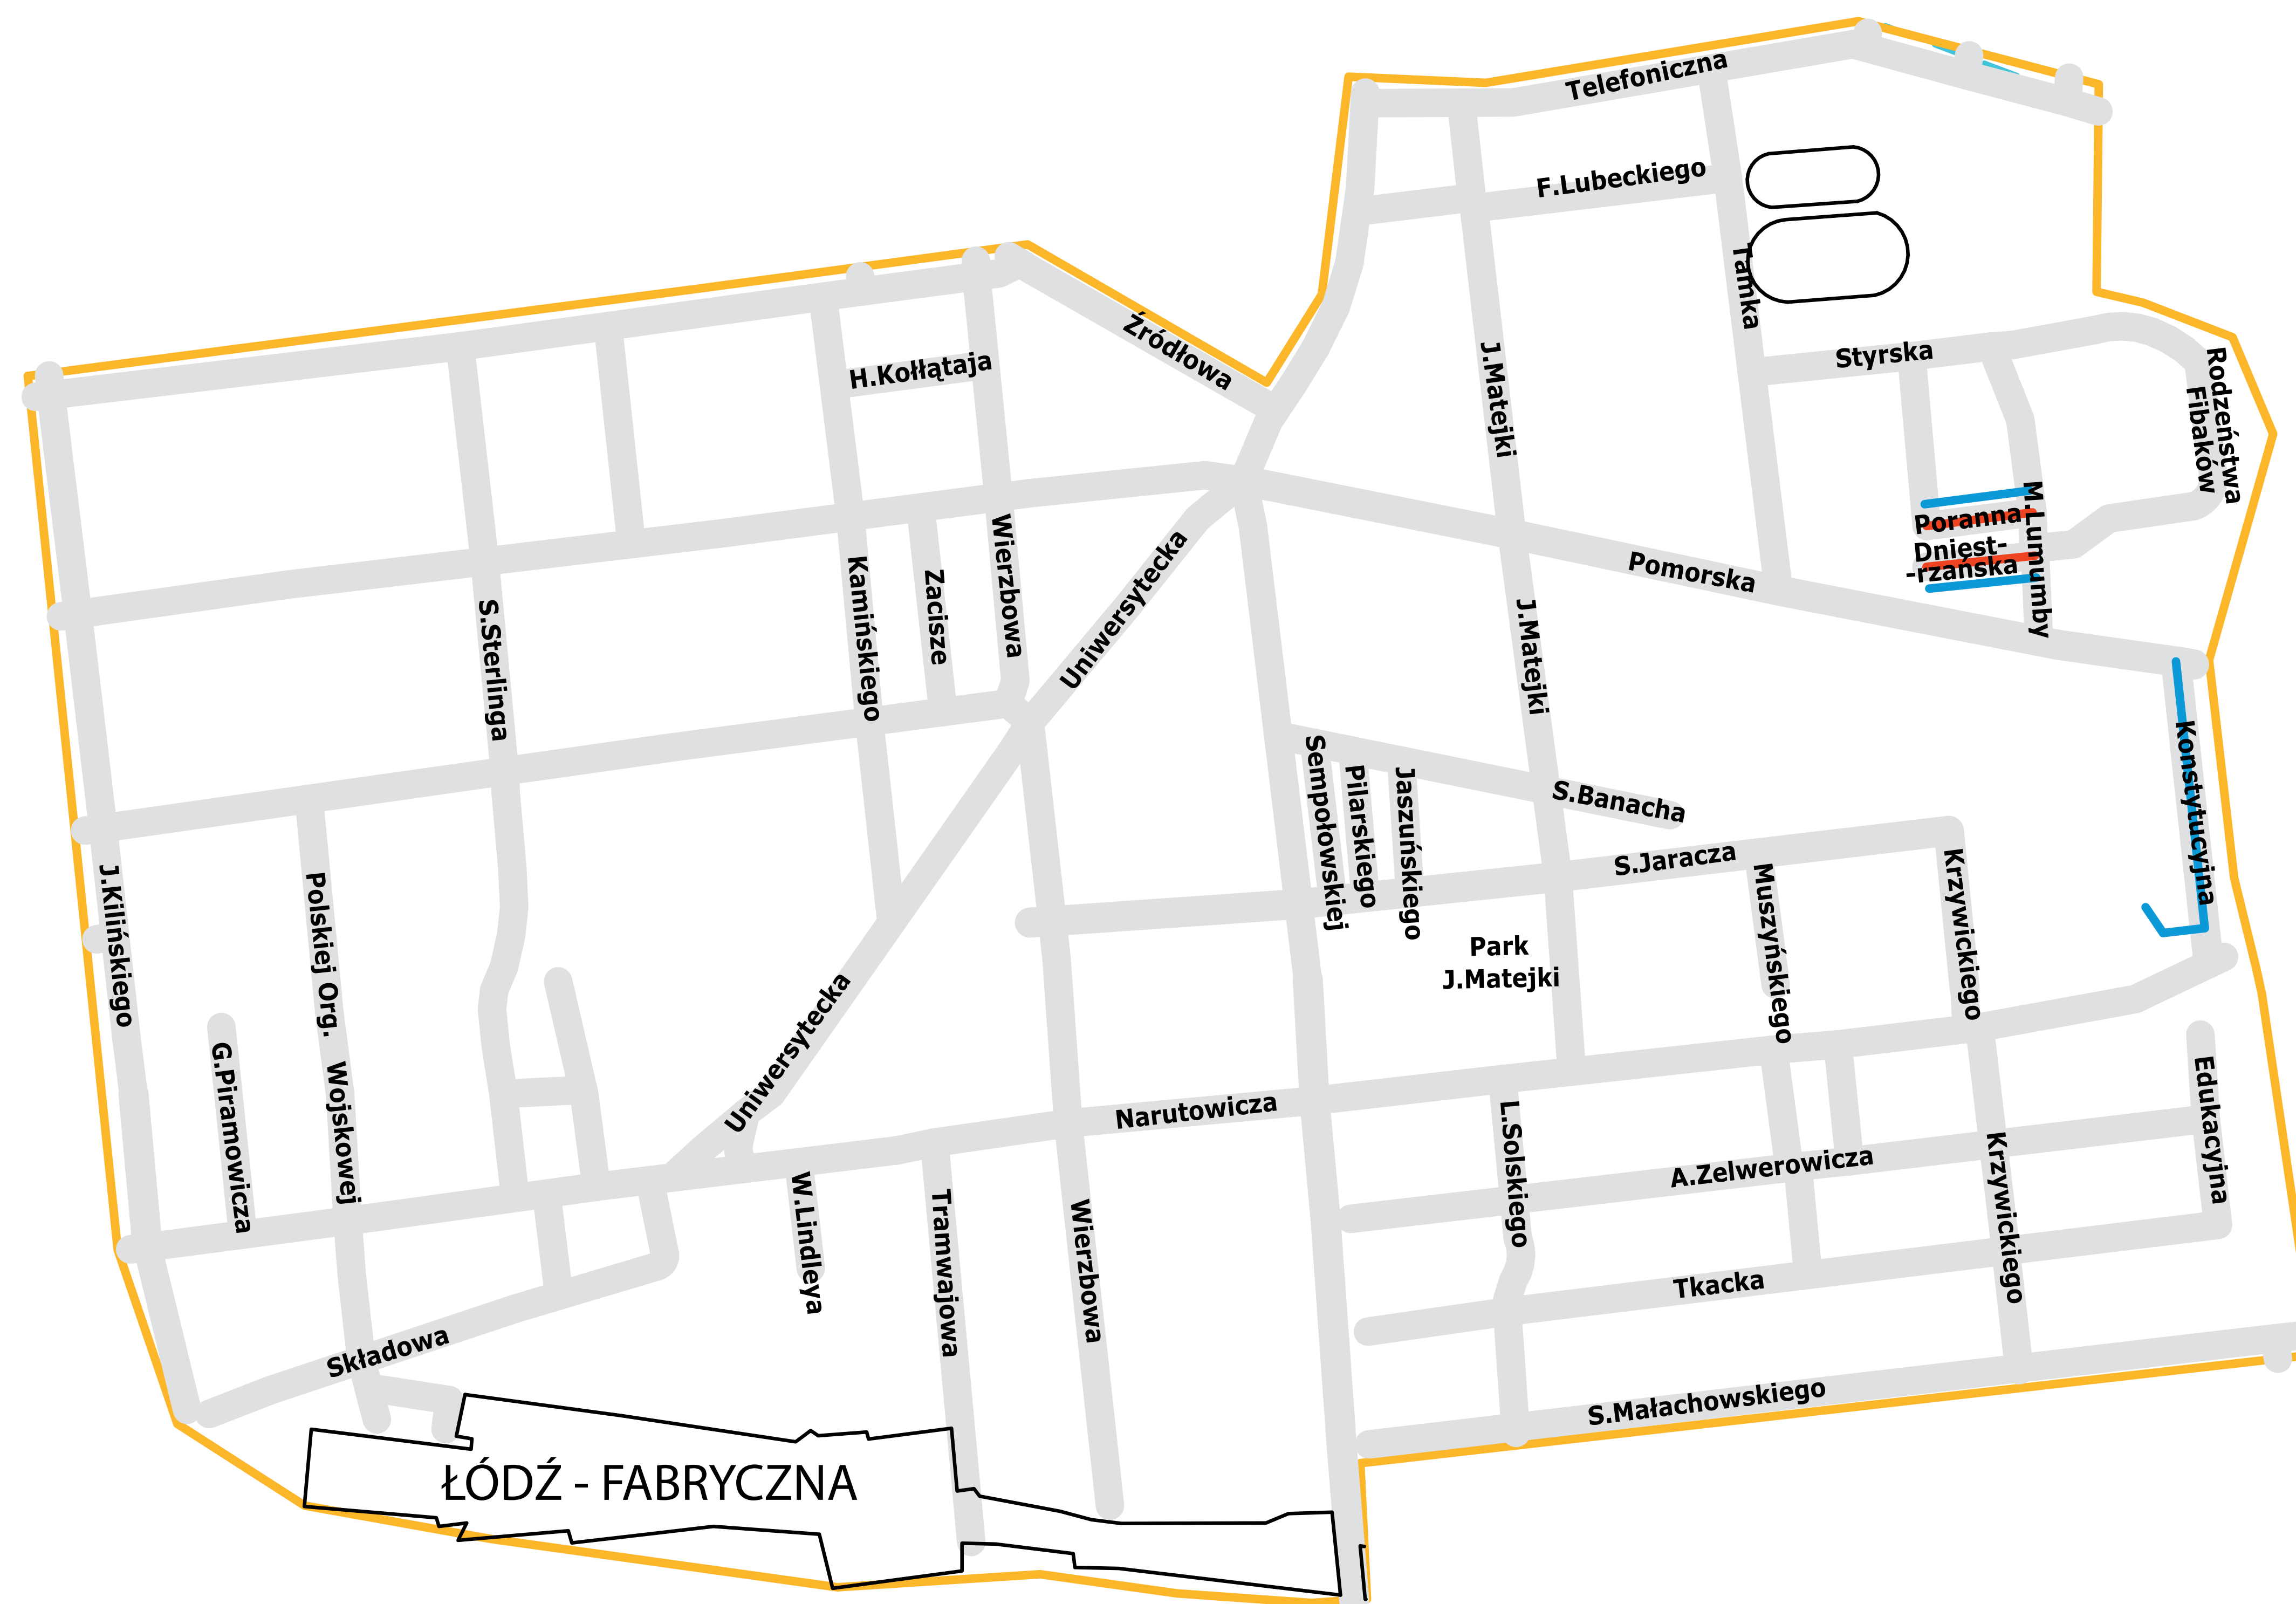 Telefoniczna
F.Lubeckiego
Tamka
J.Matejki
Źródłowa
H.Kołłątaja
Styrska
Rodzeństwa
Fibaków
M.Lumumby
Poranna
Dniest-
-rzańska
Pomorska
Wierzbowa
Zacisze
Kamińskiego
Uniwersytecka
S.Sterlinga
J.Matejki
Konstytucyjna
Sempołowskiej
Pilarskiego
Jaszuńskiego
S.Banacha
S.Jaracza
Muszyńskiego
Krzywickiego
J.Kilińskiego
Polskiej Org. Wojskowej
G.Piramowicza
Uniwersytecka
Park
J.Matejki
Narutowicza
L.Solskiego
A.Zelwerowicza
Krzywickiego
Edukacyjna
W.Lindleya
Tramwajowa
Wierzbowa
Tkacka
Składowa
S.Małachowskiego
ŁÓDŹ - FABRYCZNA